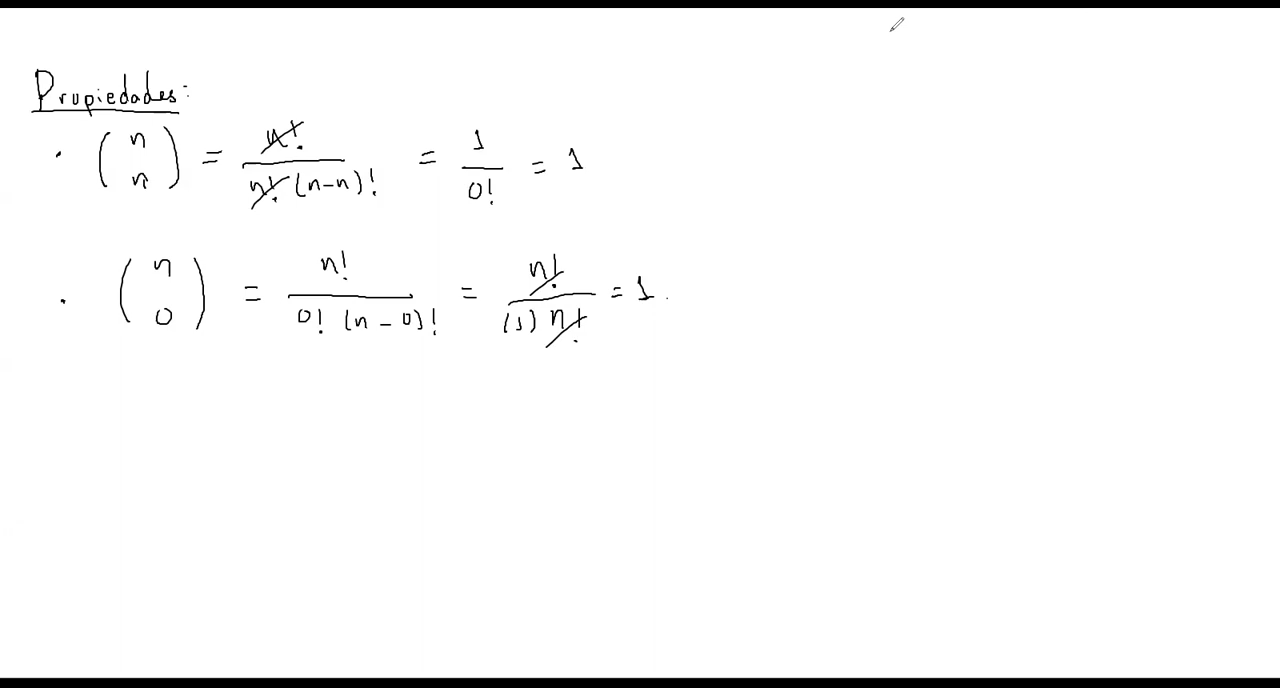 Propiedades:
· (n n) = n! / n! (n-n)! = 1 / 0! = 1
· (n 0) = n! / 0! (n - 0)! = n! / (1) n! = 1.